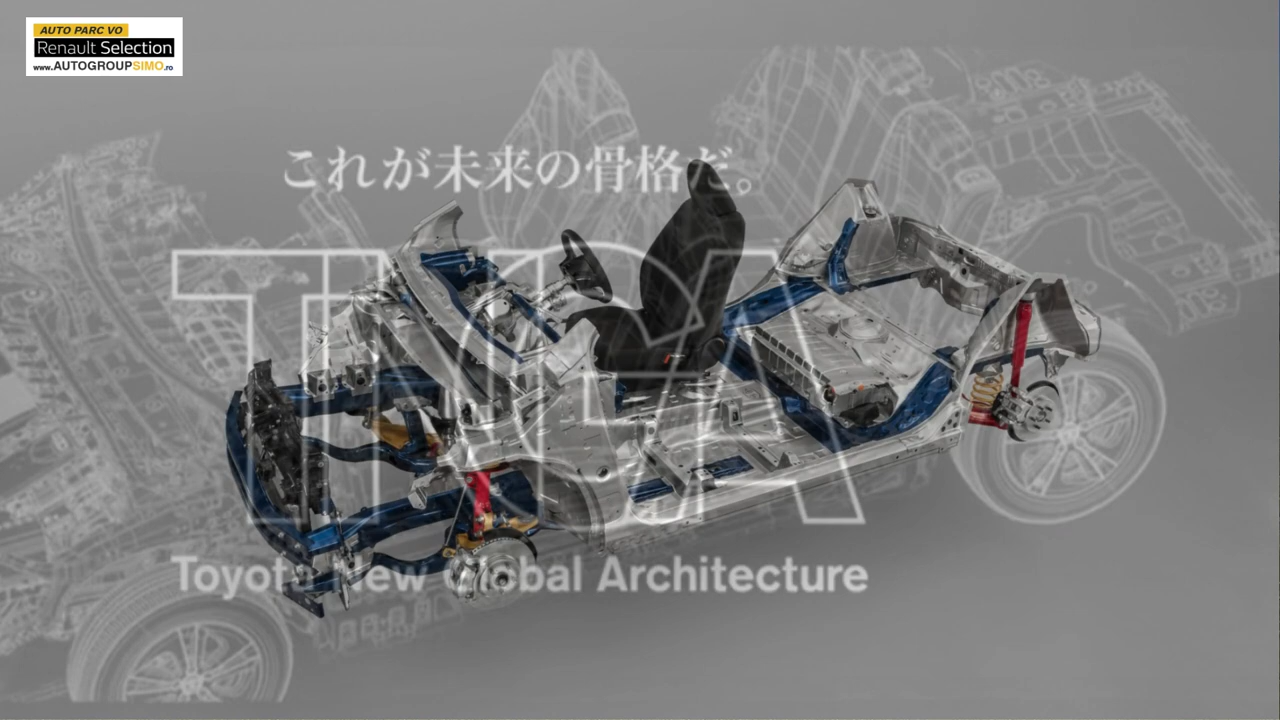 AUTO PARC VO
Renault Selection
www.AUTOGROUPSIMO.ro
これが未来の骨格だ。
TNGA
Toyota New Global Architecture